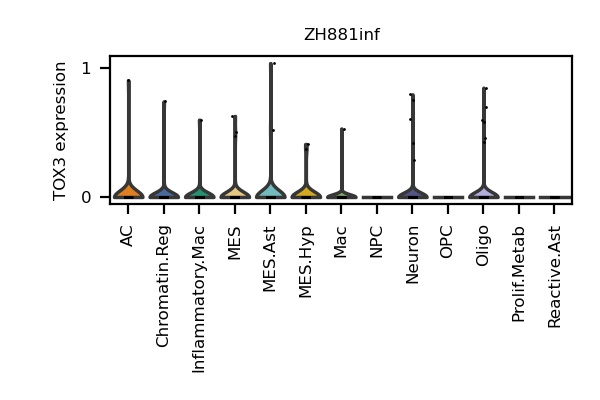 ZH881inf
TOX3 expression
1
0
AC
Chromatin.Reg
Inflammatory.Mac
MES
MES.Ast
MES.Hyp
Mac
NPC
Neuron
OPC
Oligo
Prolif.Metab
Reactive.Ast